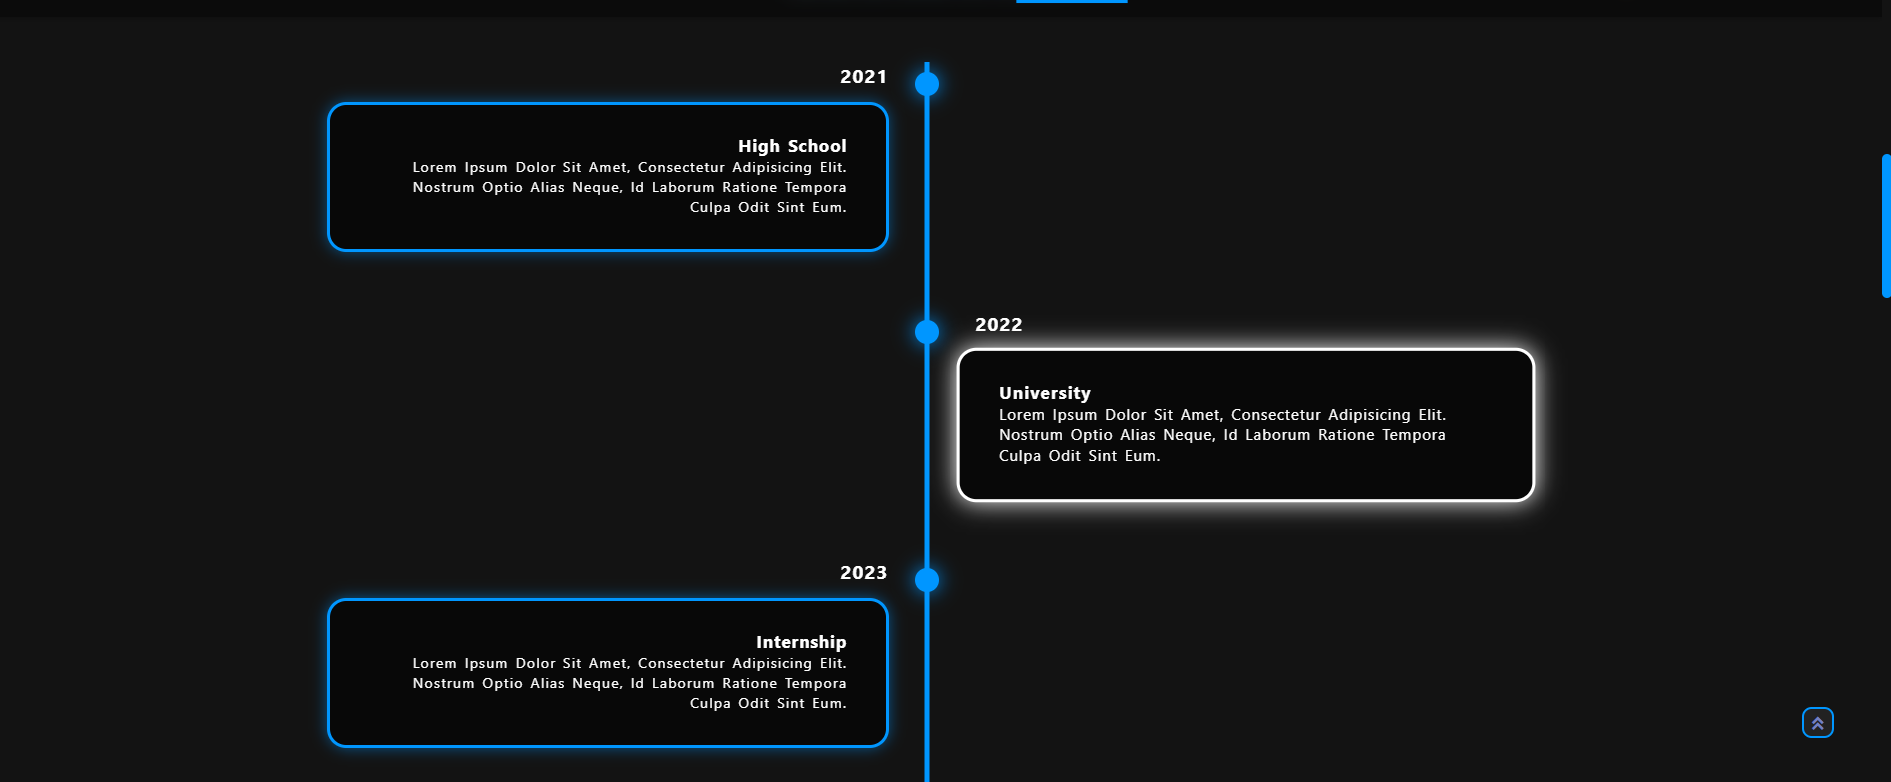 2021
High School
Lorem Ipsum Dolor Sit Amet, Consectetur Adipisicing Elit.
Nostrum Optio Alias Neque, Id Laborum Ratione Tempora
Culpa Odit Sint Eum.
2022
University
Lorem Ipsum Dolor Sit Amet, Consectetur Adipisicing Elit.
Nostrum Optio Alias Neque, Id Laborum Ratione Tempora
Culpa Odit Sint Eum.
2023
Internship
Lorem Ipsum Dolor Sit Amet, Consectetur Adipisicing Elit.
Nostrum Optio Alias Neque, Id Laborum Ratione Tempora
Culpa Odit Sint Eum.